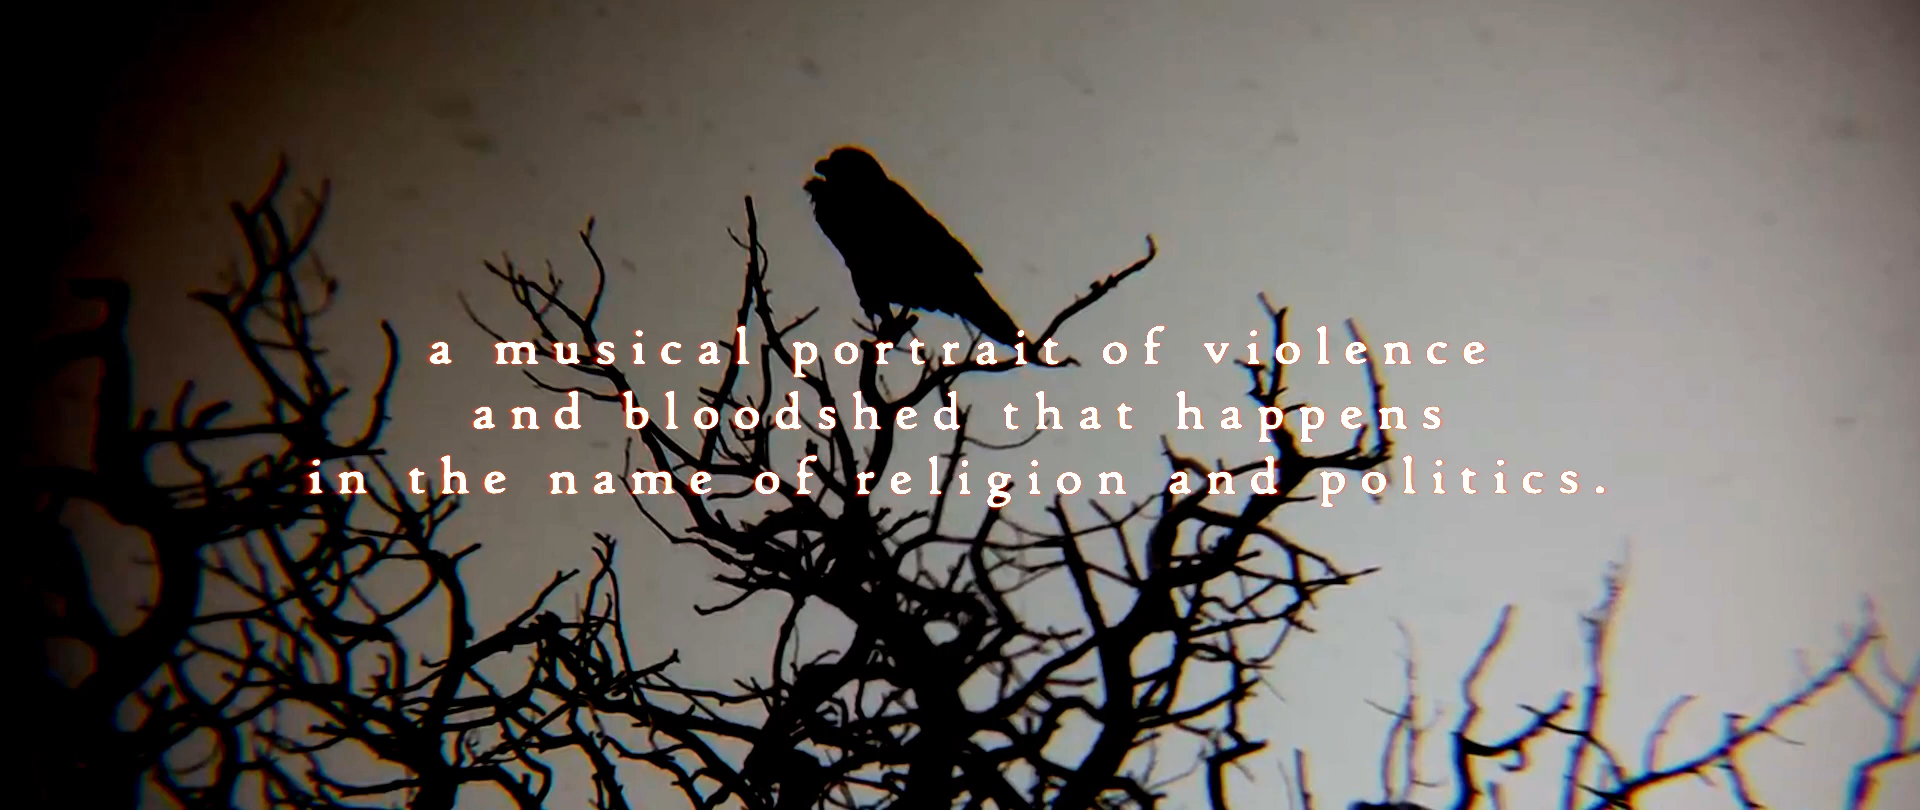 a musical portrait of violence
and bloodshed that happens
in the name of religion and politics.